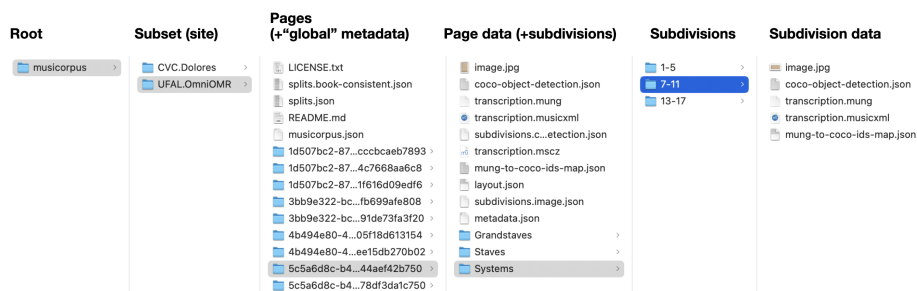 Root
musicorpus
Subset (site)
CVC.Dolores
UFAL.OmniOMR
Pages
(+“global” metadata)
LICENSE.txt
splits.book-consistent.json
splits.json
README.md
musicorpus.json
1d507bc2-87...cccbcaeb7893
1d507bc2-87...4c7668aa6c8
1d507bc2-87...1f616d09edf6
3bb9e322-bc...fb699afe808
3bb9e322-bc...91de73fa3f20
4b494e80-4...05f18d613154
4b494e80-4...ee15db270b02
5c5a6d8c-b4...44aef42b750
5c5a6d8c-b4...78df3da1c750
Page data (+subdivisions)
image.jpg
coco-object-detection.json
transcription.mung
transcription.musicxml
subdivisions.c...etection.json
transcription.mscz
mung-to-coco-ids-map.json
layout.json
subdivisions.image.json
metadata.json
Grandstaves
Staves
Systems
Subdivisions
1-5
7-11
13-17
Subdivision data
image.jpg
coco-object-detection.json
transcription.mung
transcription.musicxml
mung-to-coco-ids-map.json